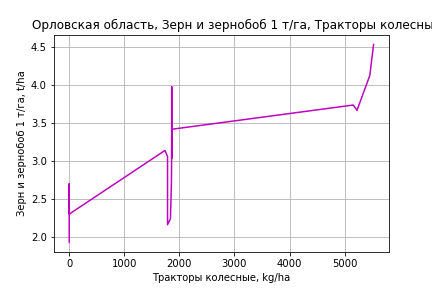 Орловская область, Зерн и зернобоб 1 т/га, Тракторы колесны
4.5
4.0
3.5
3.0
2.5
2.0
Зерн и зернобоб 1 т/га, t/ha
0 1000 2000 3000 4000 5000
Тракторы колесные, kg/ha